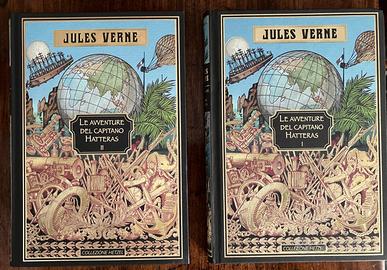 JULES VERNE
LE AVVENTURE
DEL CAPITANO
HATTERAS
II
COLLEZIONE HETZEL
JULES VERNE
LE AVVENTURE
DEL CAPITANO
HATTERAS
I
COLLEZIONE HETZEL